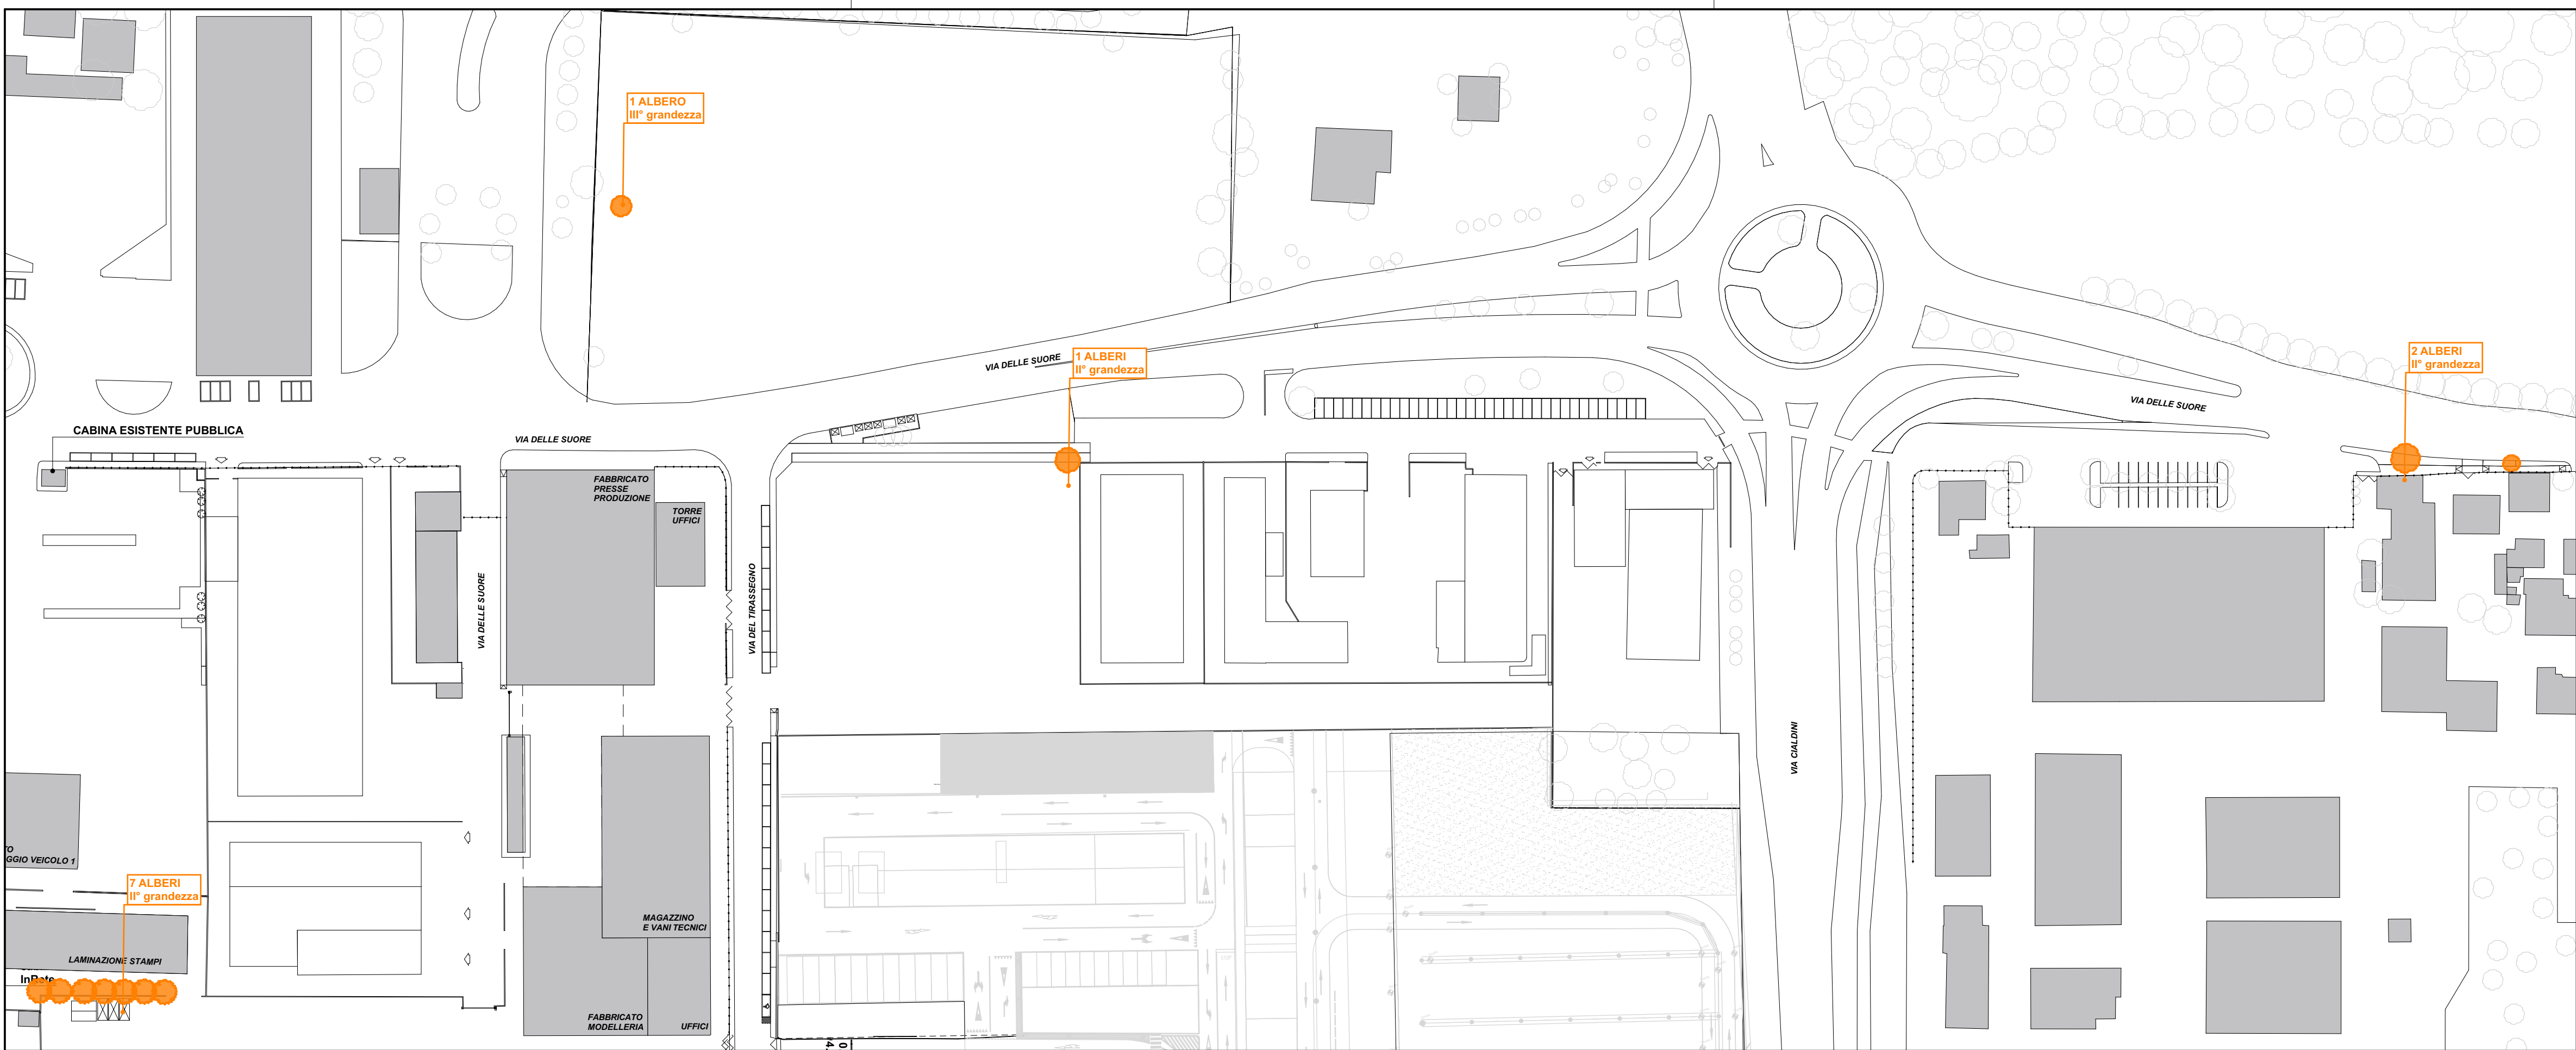 1 ALBERO
III° grandezza
1 ALBERI
II° grandezza
VIA DELLE SUORE
2 ALBERI
II° grandezza
VIA DELLE SUORE
CABINA ESISTENTE PUBBLICA
VIA DELLE SUORE
FABBRICATO
PRESSE
PRODUZIONE
TORRE
UFFICI
VIA DELLE SUORE
VIA DEL TIRASSEGNO
VIA CIALDINI
TO
GGIO VEICOLO 1
7 ALBERI
II° grandezza
LAMINAZIONE STAMPI
InRete
MAGAZZINO
E VANI TECNICI
FABBRICATO
MODELLERIA
UFFICI